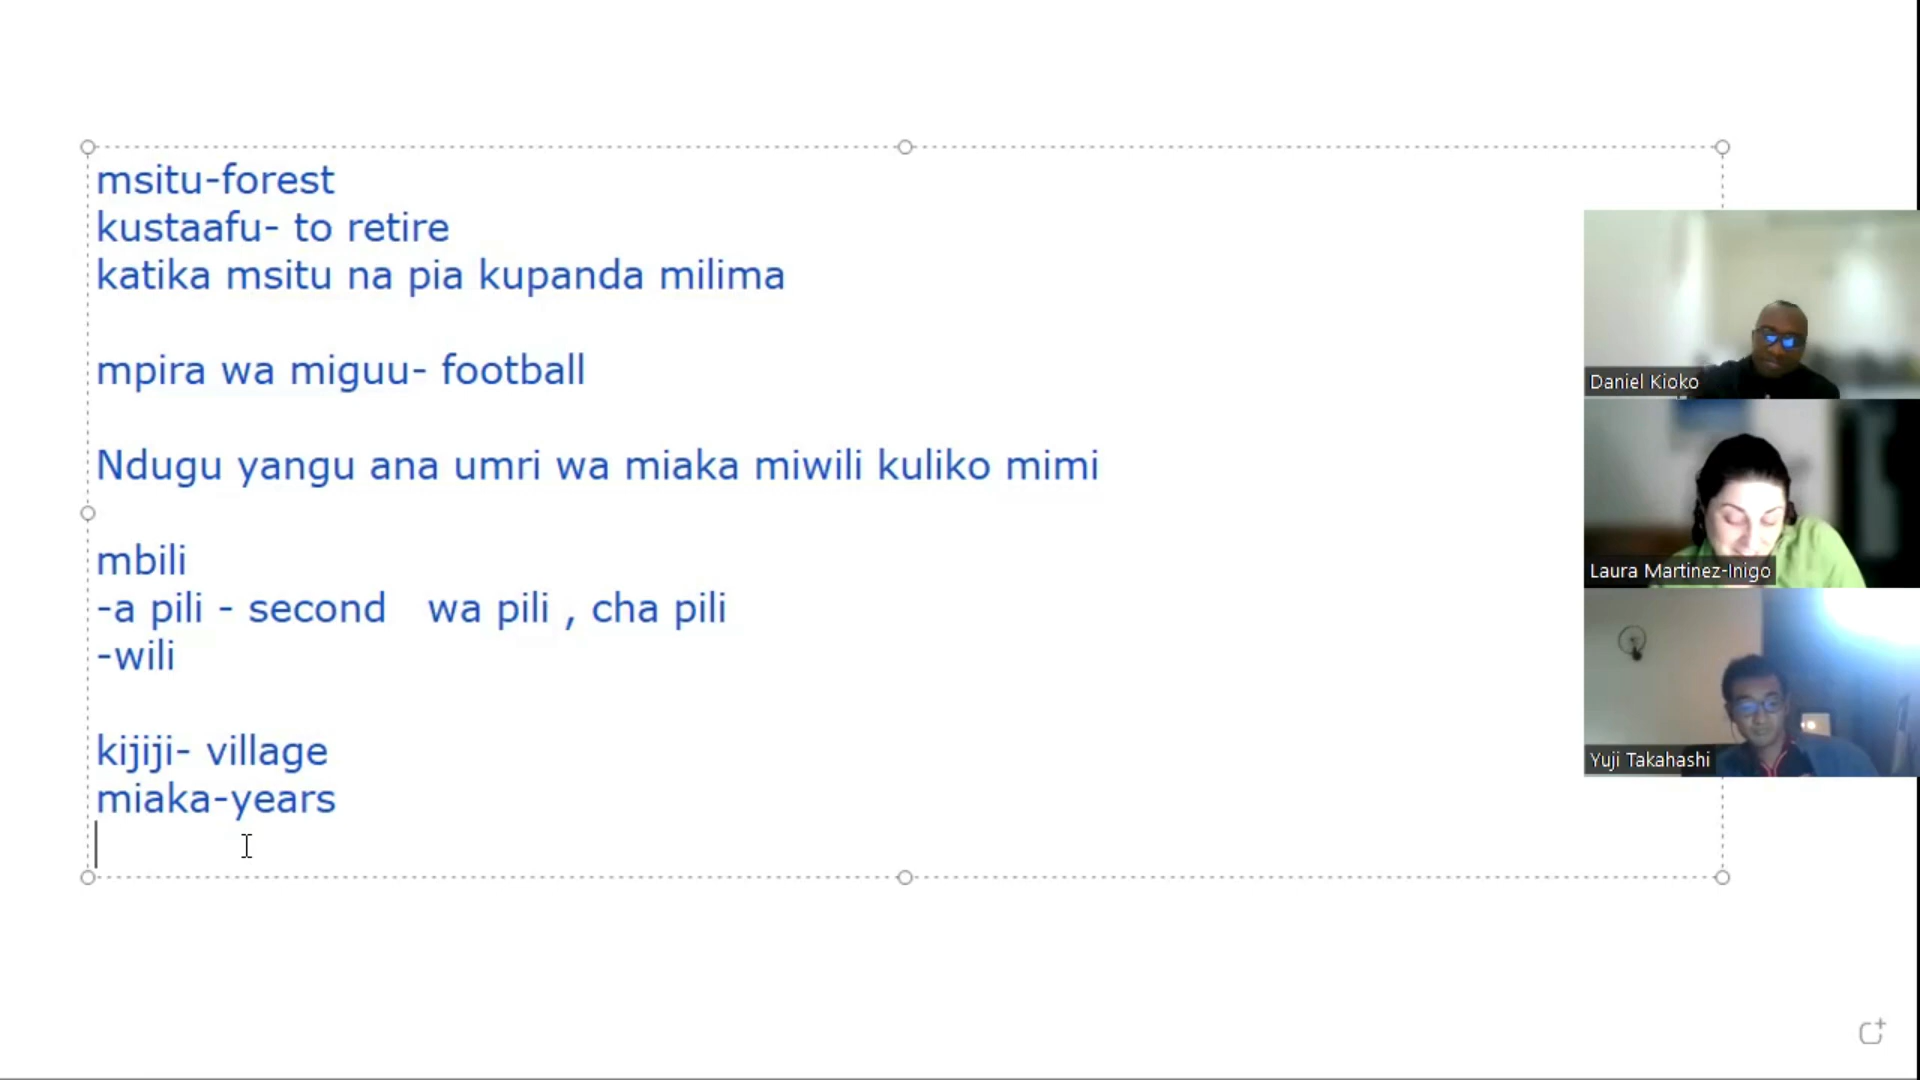 msitu-forest
kustaafu- to retire
katika msitu na pia kupanda milima
mpira wa miguu- football
Ndugu yangu ana umri wa miaka miwili kuliko mimi
mbili
-a pili - second   wa pili , cha pili
-wili
kijiji- village
miaka-years
Daniel Kioko
Laura Martinez-Inigo
Yuji Takahashi